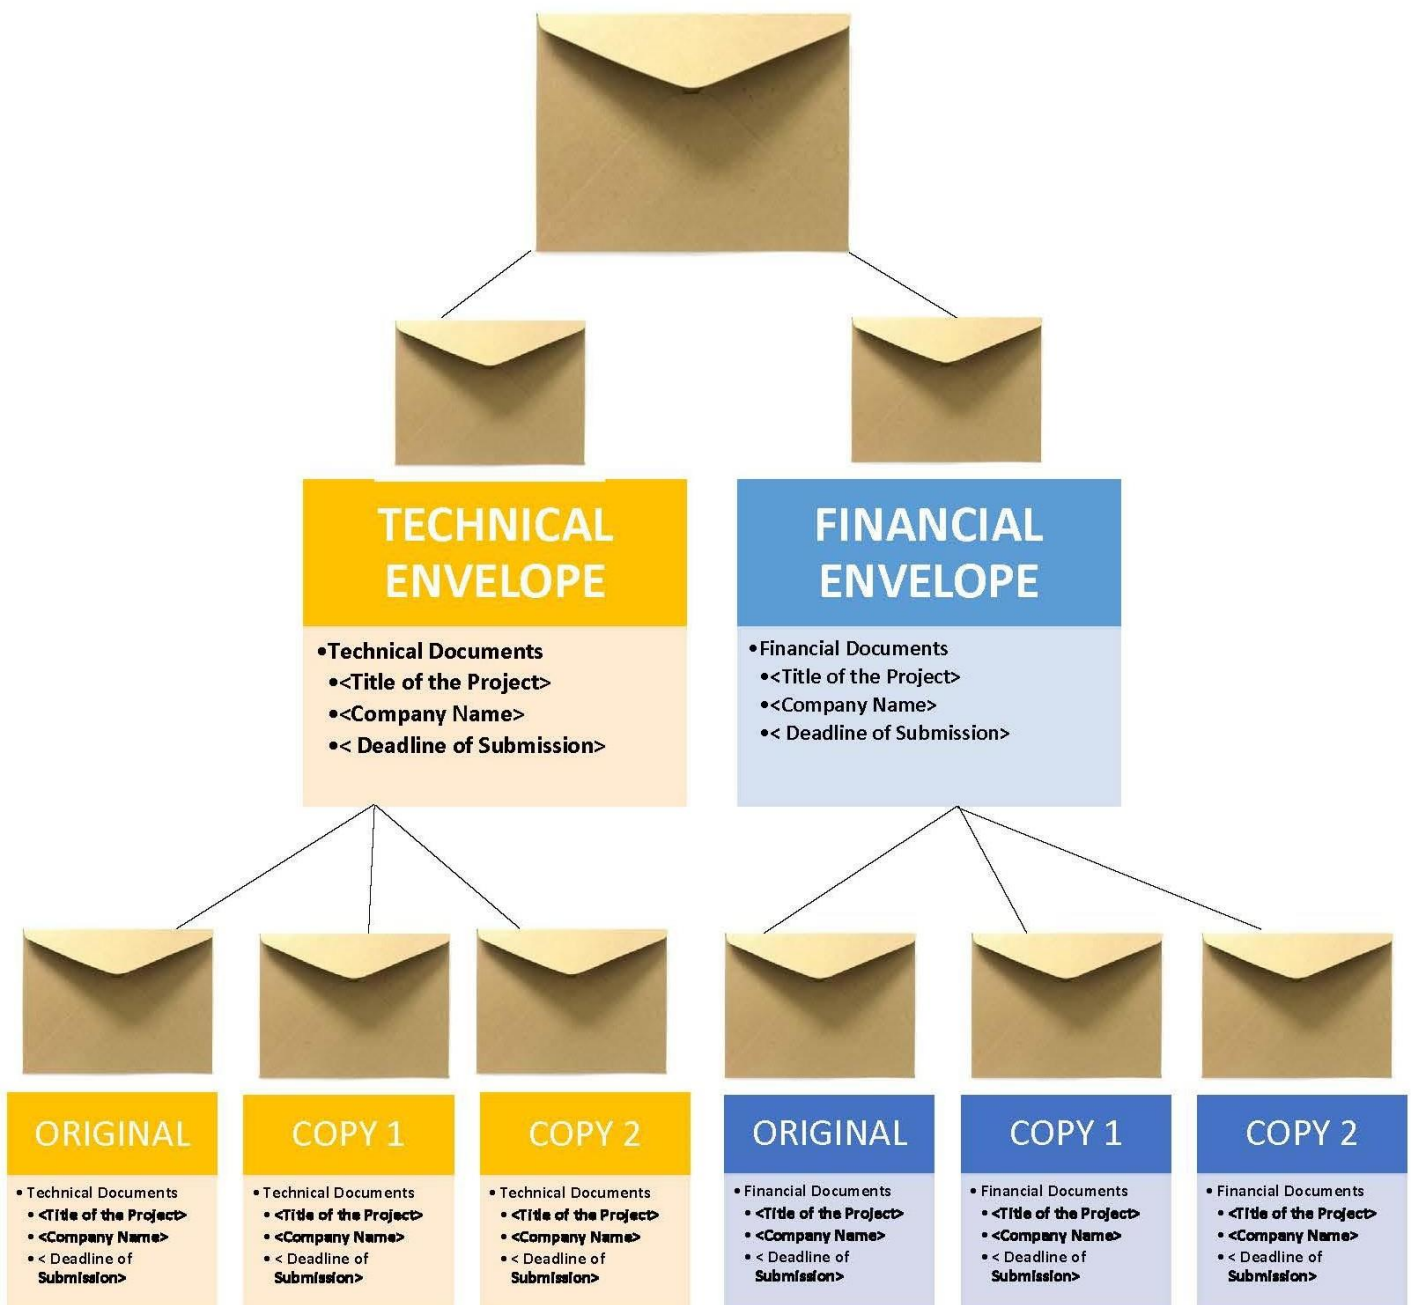 TECHNICAL
ENVELOPE
•Technical Documents
•<Title of the Project>
•<Company Name>
•< Deadline of Submission>
FINANCIAL
ENVELOPE
•Financial Documents
•<Title of the Project>
•<Company Name>
•< Deadline of Submission>
ORIGINAL
• Technical Documents
• <Title of the Project>
• <Company Name>
• < Deadline of
Submission>
COPY 1
• Technical Documents
• <Title of the Project>
• <Company Name>
• < Deadline of
Submission>
COPY 2
• Technical Documents
• <Title of the Project>
• <Company Name>
• < Deadline of
Submission>
ORIGINAL
• Financial Documents
• <Title of the Project>
• <Company Name>
• < Deadline of
Submission>
COPY 1
• Financial Documents
• <Title of the Project>
• <Company Name>
• < Deadline of
Submission>
COPY 2
• Financial Documents
• <Title of the Project>
• <Company Name>
• < Deadline of
Submission>